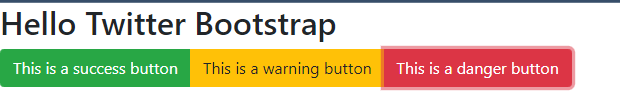 Hello Twitter Bootstrap
This is a success button This is a warning button This is a danger button